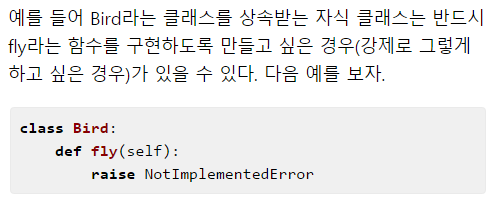 예를 들어 Bird라는 클래스를 상속받는 자식 클래스는 반드시
fly라는 함수를 구현하도록 만들고 싶은 경우(강제로 그렇게
하고 싶은 경우)가 있을 수 있다. 다음 예를 보자.
class Bird:
    def fly(self):
        raise NotImplementedError